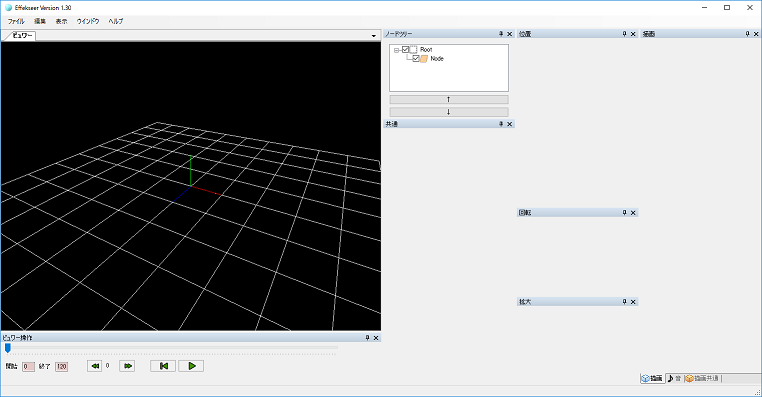 Effekseer Version 1.30
ファイル 編集 表示 ウインドウ ヘルプ
ビュワー
ノードツリー
Root
Node
↑
↓
共通
位置
回転
拡大
描画
ビュワー操作
開始 0 終了 120 0
描画 音 描画共通